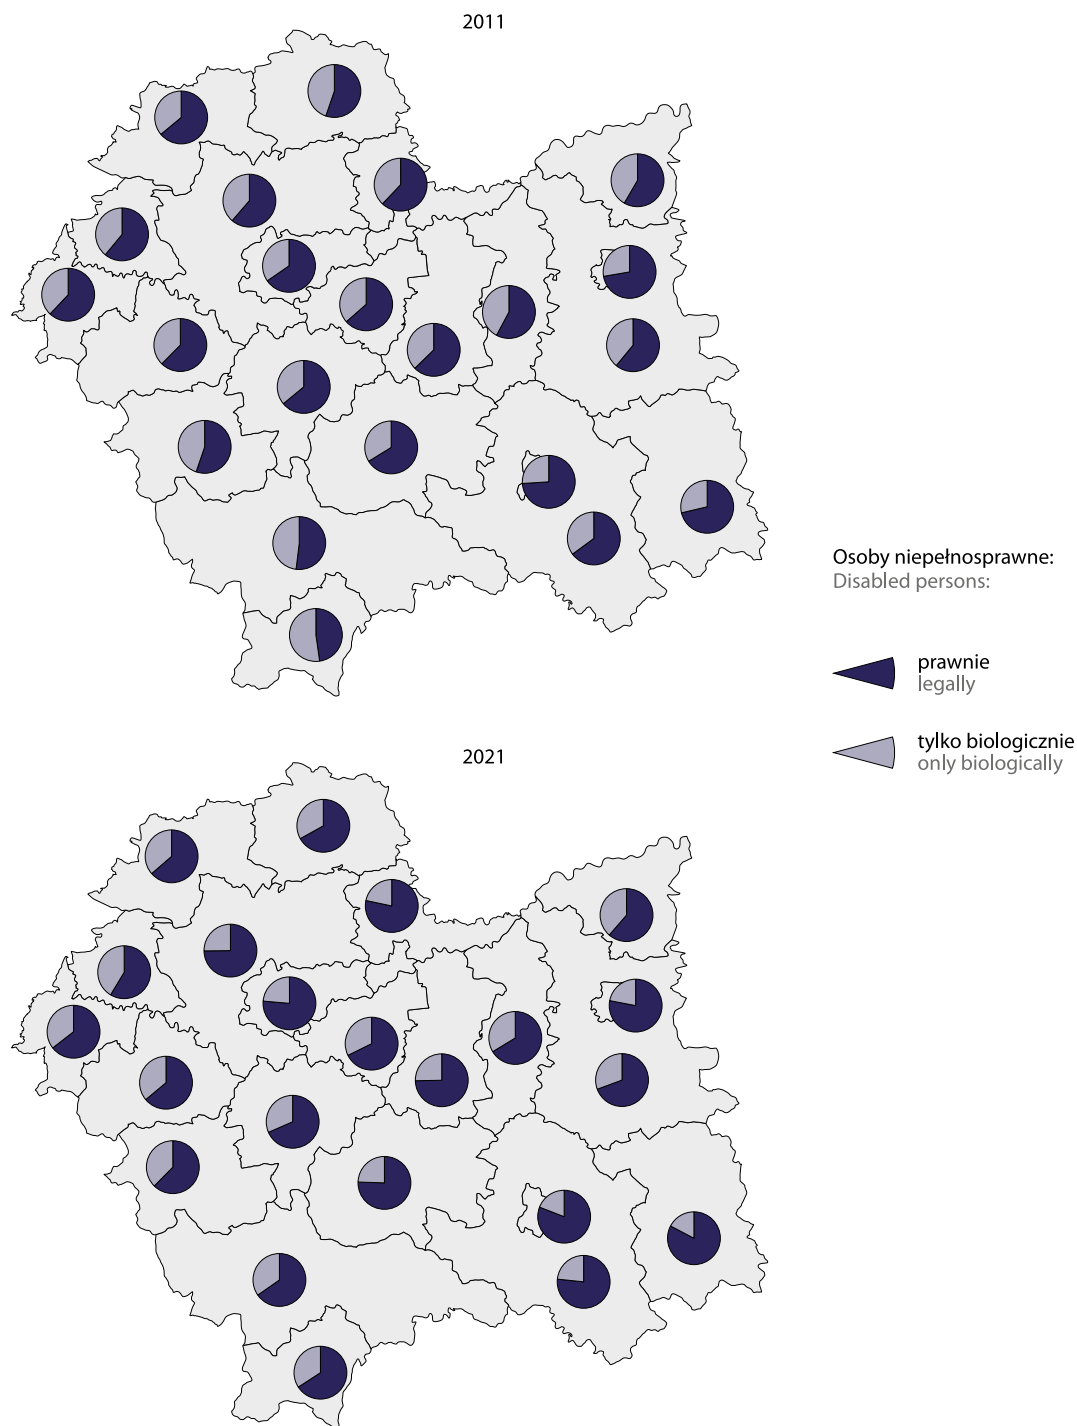 2011
Osoby niepełnosprawne:
Disabled persons:
prawnie
legally
tylko biologicznie
only biologically
2021